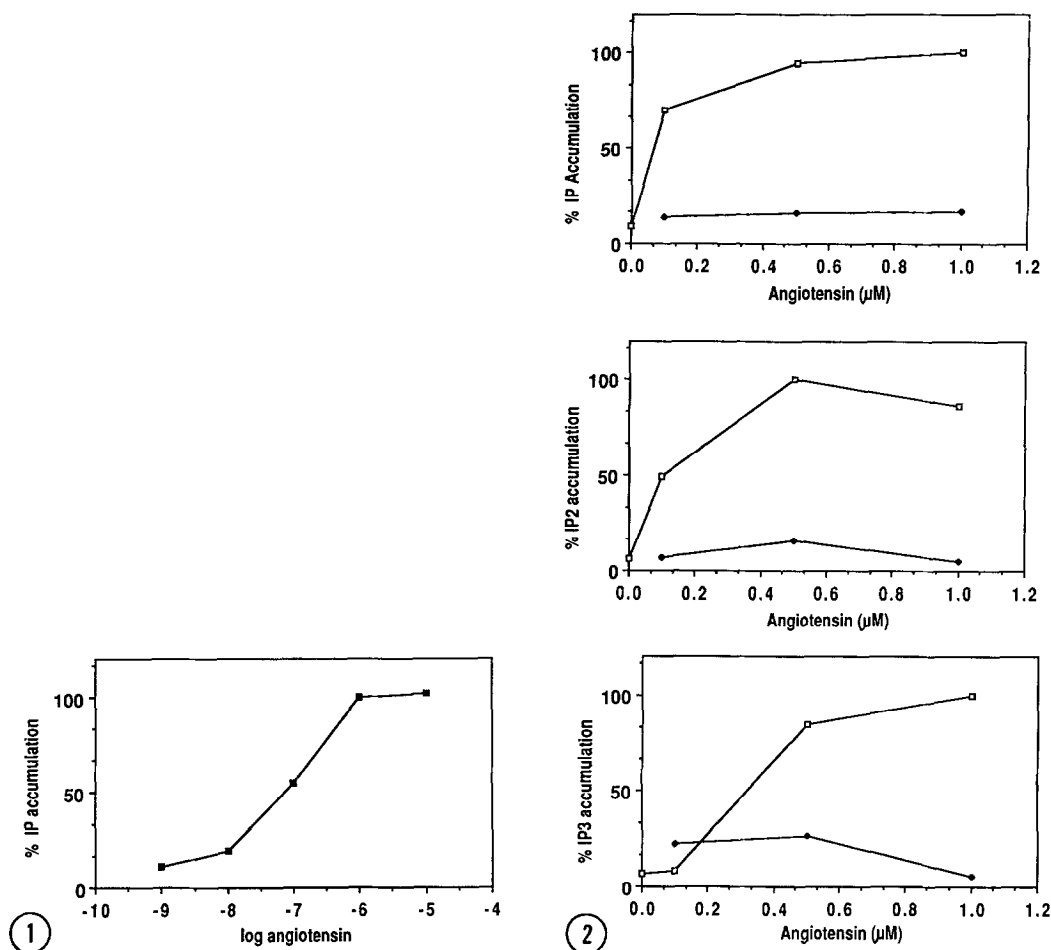 100
50
0
% IP Accumulation
0.0 0.2 0.4 0.6 0.8 1.0 1.2
Angiotensin (µM)
100
50
0
% IP2 accumulation
0.0 0.2 0.4 0.6 0.8 1.0 1.2
Angiotensin (µM)
100
50
0
% IP accumulation
-10 -9 -8 -7 -6 -5 -4
log angiotensin
1
100
50
0
% IP3 accumulation
0.0 0.2 0.4 0.6 0.8 1.0 1.2
Angiotensin (µM)
2